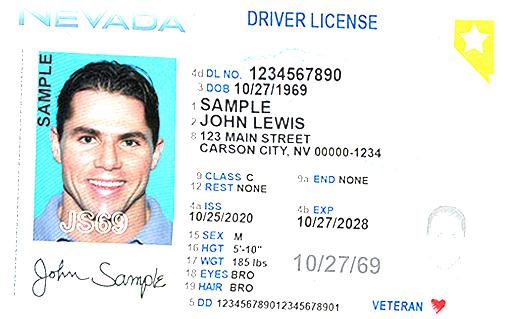 NEVADA DRIVER LICENSE
SAMPLE
4d DL NO. 1234567890
3 DOB 10/27/1969
1 SAMPLE
2 JOHN LEWIS
8 123 MAIN STREET
CARSON CITY, NV 00000-1234
9 CLASS C 9a END NONE
12 REST NONE
4a ISS 4b EXP
10/25/2020 10/27/2028
15 SEX M
16 HGT 5'-10"
17 WGT 185 lbs 10/27/69
18 EYES BRO
19 HAIR BRO
5 DD 12345678901234567 8901
JS69
John Sample
VETERAN